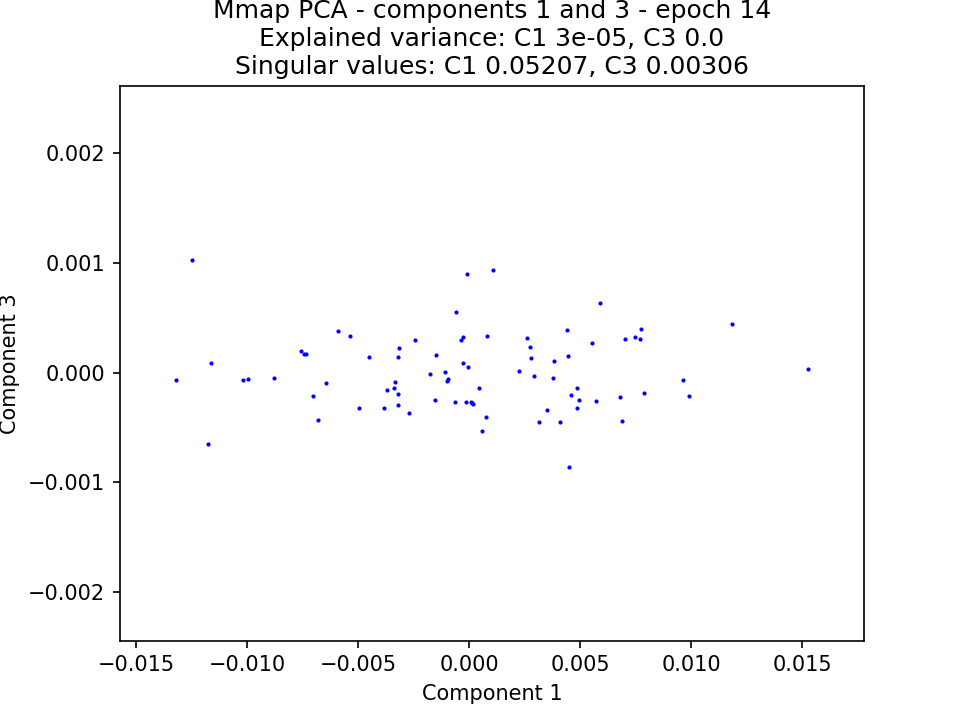 Mmap PCA - components 1 and 3 - epoch 14
Explained variance: C1 3e-05, C3 0.0
Singular values: C1 0.05207, C3 0.00306
0.002
0.001
0.000
−0.001
−0.002
Component 3
−0.015
−0.010
−0.005
0.000
0.005
0.010
0.015
Component 1